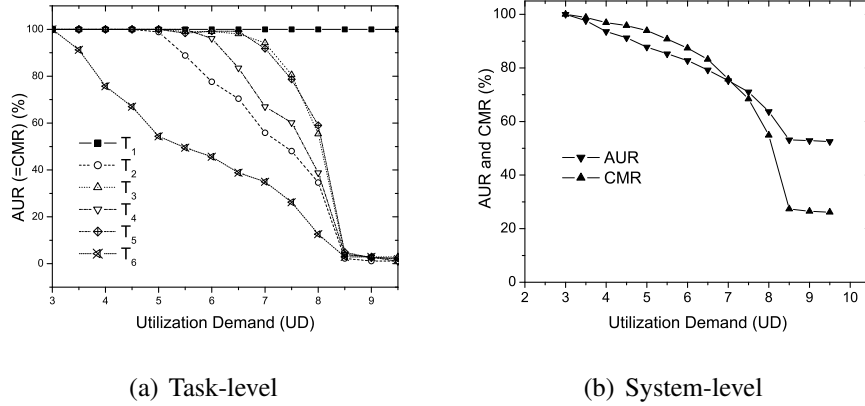 AUR (=CMR) (%)
100
80
60
40
20
0
T1
T2
T3
T4
T5
T6
3 4 5 6 7 8 9
Utilization Demand (UD)
(a) Task-level
AUR and CMR (%)
100
80
60
40
20
0
AUR
CMR
2 3 4 5 6 7 8 9 10
Utilization Demand (UD)
(b) System-level